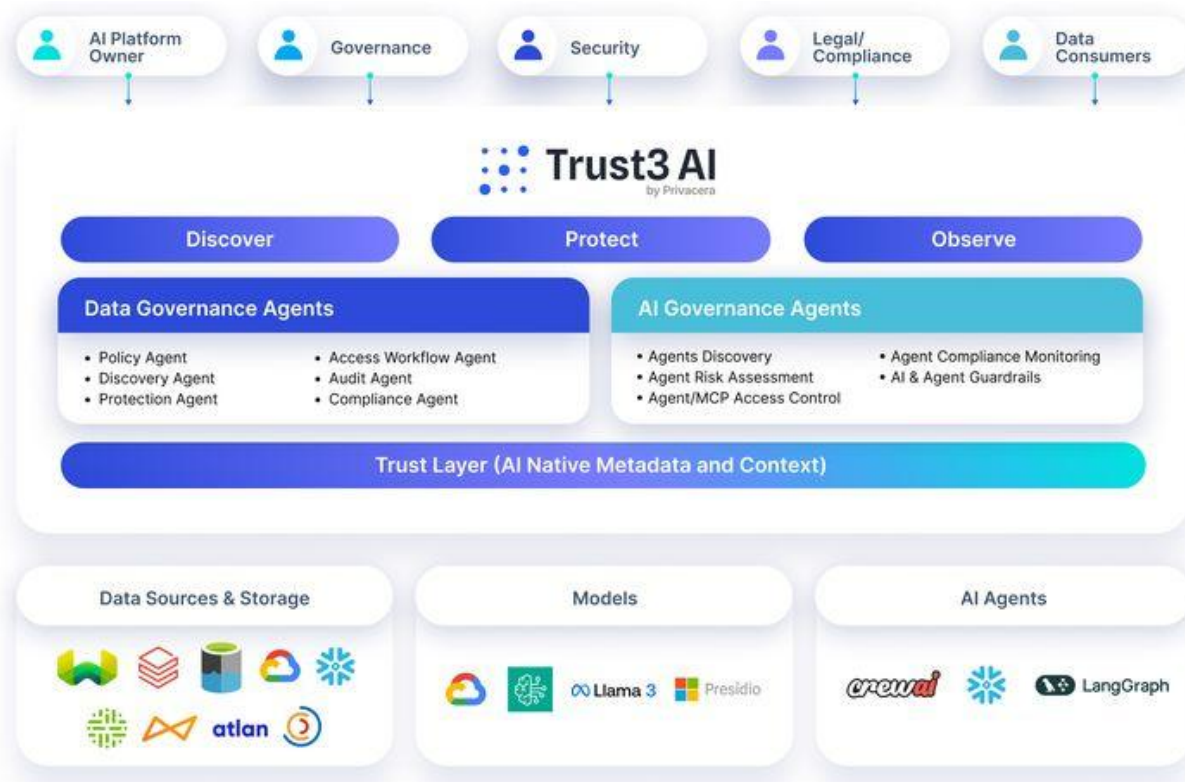 AI Platform
Owner
Governance
Security
Legal/
Compliance
Data
Consumers
Trust3 AI
by Privacera
Discover
Protect
Observe
Data Governance Agents
• Policy Agent
• Discovery Agent
• Protection Agent
• Access Workflow Agent
• Audit Agent
• Compliance Agent
AI Governance Agents
• Agents Discovery
• Agent Risk Assessment
• Agent/MCP Access Control
• Agent Compliance Monitoring
• AI & Agent Guardrails
Trust Layer (AI Native Metadata and Context)
Data Sources & Storage
atlan
Models
Llama 3
Presidio
AI Agents
crewai
LangGraph